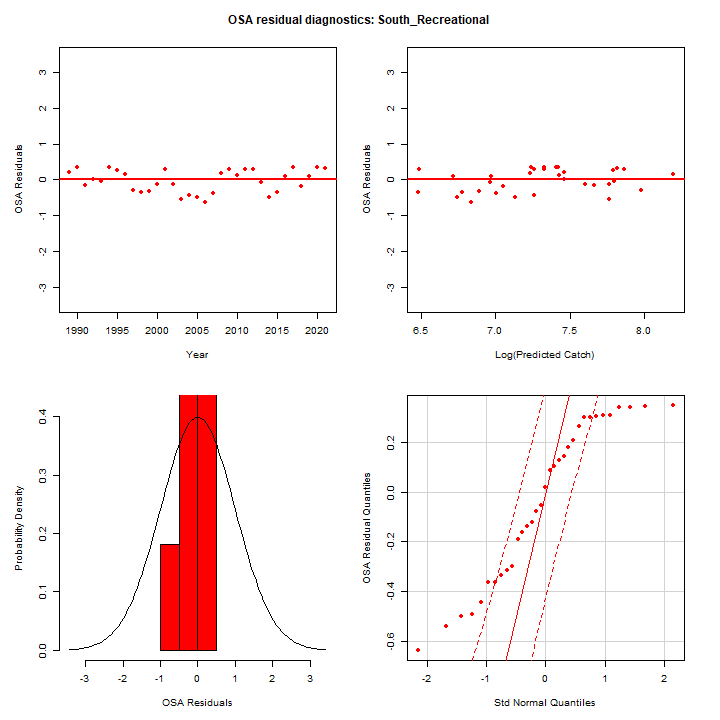 OSA residual diagnostics: South_Recreational
OSA Residuals
3
2
1
0
-1
-2
-3
1990 1995 2000 2005 2010 2015 2020
Year
OSA Residuals
3
2
1
0
-1
-2
-3
6.5 7.0 7.5 8.0
Log(Predicted Catch)
Probability Density
0.4
0.3
0.2
0.1
0.0
-3 -2 -1 0 1 2 3
OSA Residuals
OSA Residual Quantiles
0.2
0.0
-0.2
-0.4
-0.6
-2 -1 0 1 2
Std Normal Quantiles